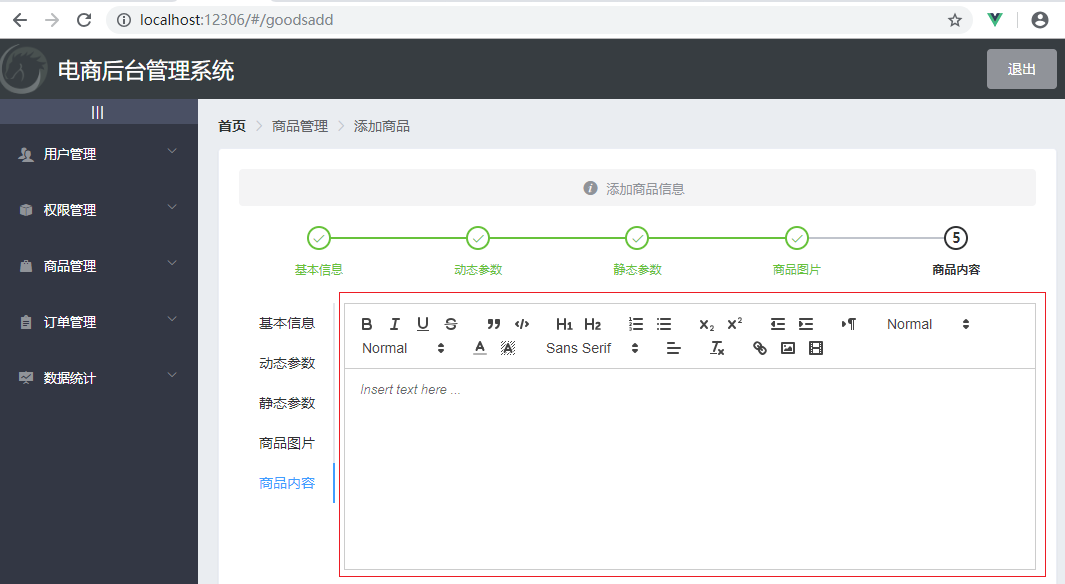 localhost:12306/#/goodsadd
电商后台管理系统
退出
|||
首页 > 商品管理 > 添加商品
用户管理
权限管理
商品管理
订单管理
数据统计
添加商品信息
5
基本信息 动态参数 静态参数 商品图片 商品内容
基本信息
动态参数
静态参数
商品图片
商品内容
B I U S ” </> H1 H2 X2 X2 ¶ Normal
Normal A A Sans Serif Tx
Insert text here ...